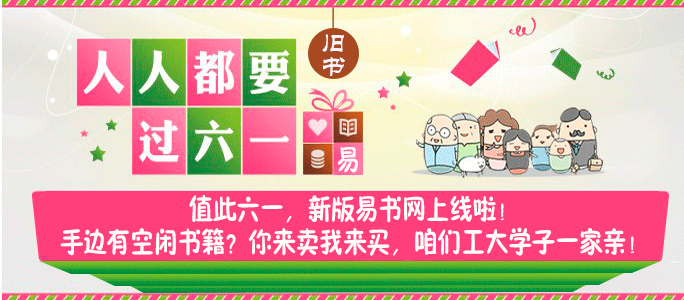 旧书
人人都要
过六一
易
值此六一，新版易书网上线啦！
手边有空闲书籍？你来卖我来买，咱们工大学子一家亲！